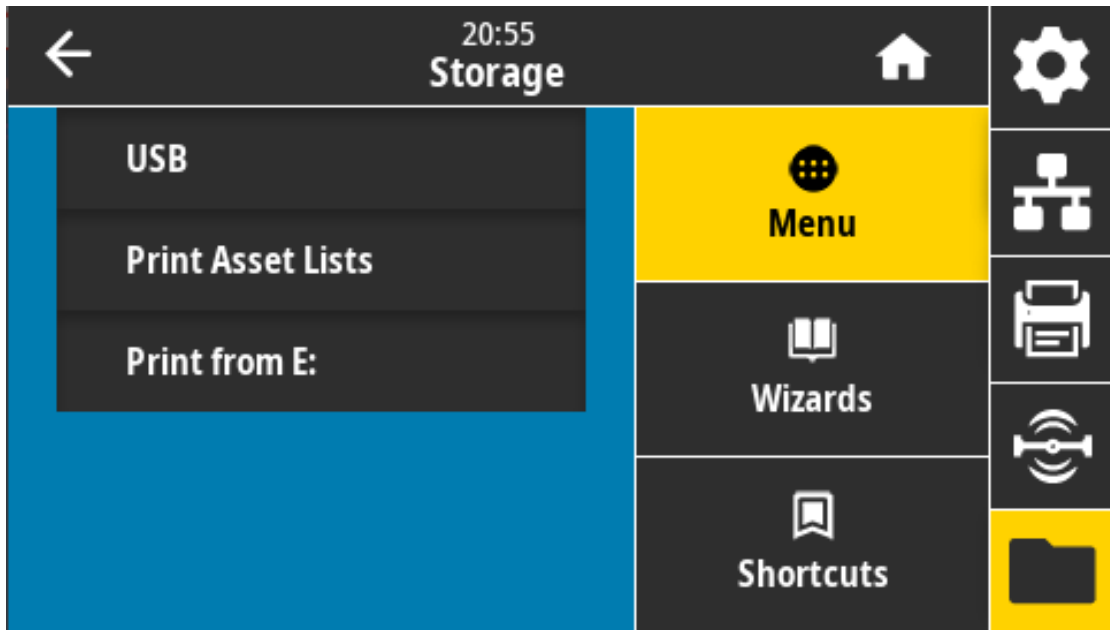 20:55
Storage
USB
Print Asset Lists
Print from E:
Menu
Wizards
Shortcuts